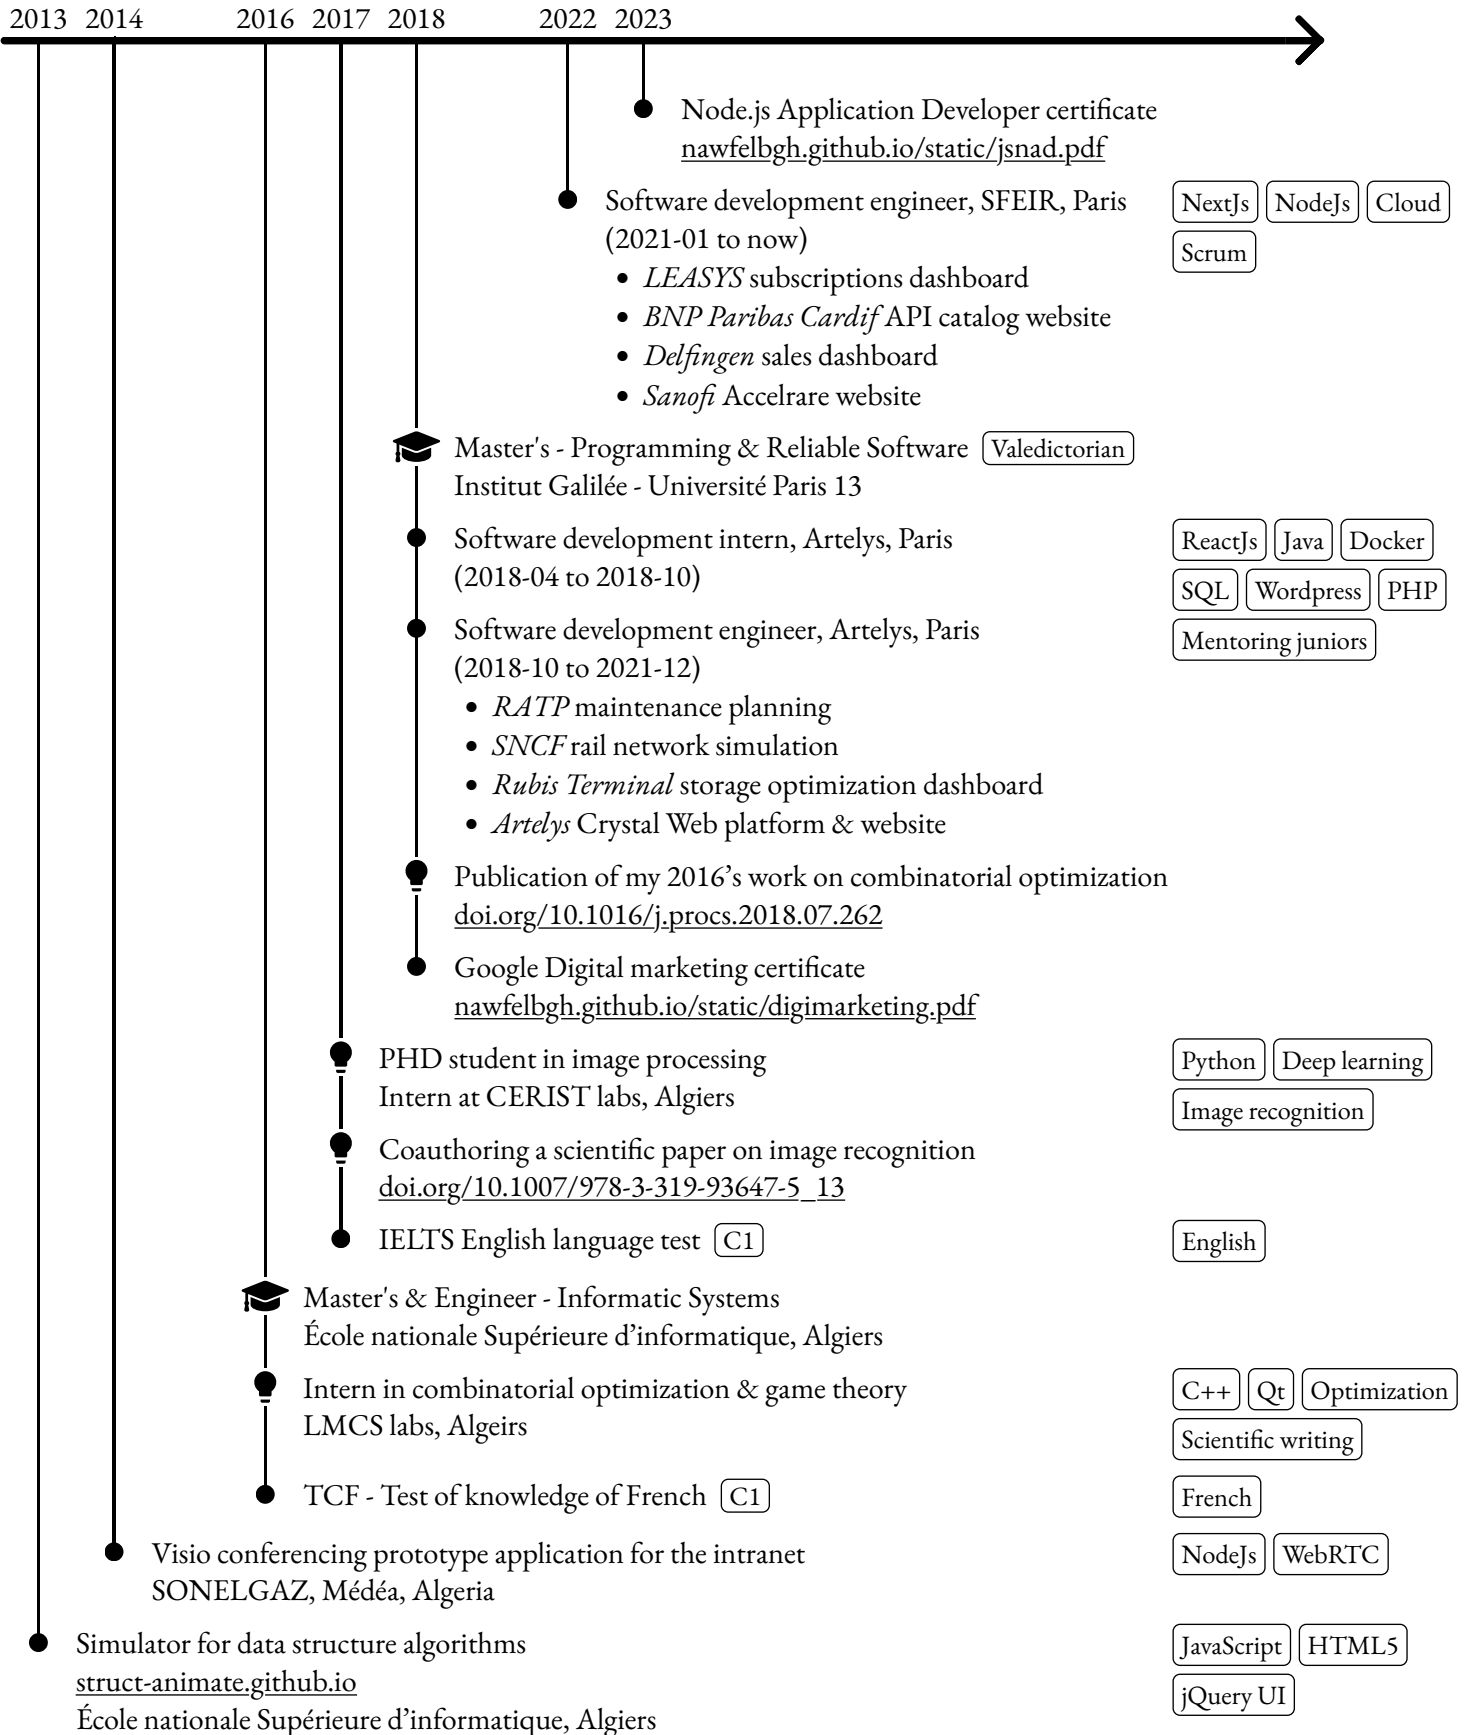 2013 2014 2016 2017 2018 2022 2023
Node.js Application Developer certificate
nawfelbgh.github.io/static/jsnad.pdf
Software development engineer, SFEIR, Paris NextJs NodeJs Cloud
(2021-01 to now) Scrum
• LEASYS subscriptions dashboard
• BNP Paribas Cardif API catalog website
• Delfingen sales dashboard
• Sanofi Accelrare website
Master's - Programming & Reliable Software Valedictorian
Institut Galilée - Université Paris 13
Software development intern, Artelys, Paris ReactJs Java Docker
(2018-04 to 2018-10) SQL Wordpress PHP
Software development engineer, Artelys, Paris Mentoring juniors
(2018-10 to 2021-12)
• RATP maintenance planning
• SNCF rail network simulation
• Rubis Terminal storage optimization dashboard
• Artelys Crystal Web platform & website
Publication of my 2016’s work on combinatorial optimization
doi.org/10.1016/j.procs.2018.07.262
Google Digital marketing certificate
nawfelbgh.github.io/static/digimarketing.pdf
PHD student in image processing Python Deep learning
Intern at CERIST labs, Algiers Image recognition
Coauthoring a scientific paper on image recognition
doi.org/10.1007/978-3-319-93647-5_13
IELTS English language test C1 English
Master's & Engineer - Informatic Systems
École nationale Supérieure d’informatique, Algiers
Intern in combinatorial optimization & game theory C++ Qt Optimization
LMCS labs, Algeirs Scientific writing
TCF - Test of knowledge of French C1 French
Visio conferencing prototype application for the intranet NodeJs WebRTC
SONELGAZ, Médéa, Algeria
Simulator for data structure algorithms JavaScript HTML5
struct-animate.github.io jQuery UI
École nationale Supérieure d’informatique, Algiers